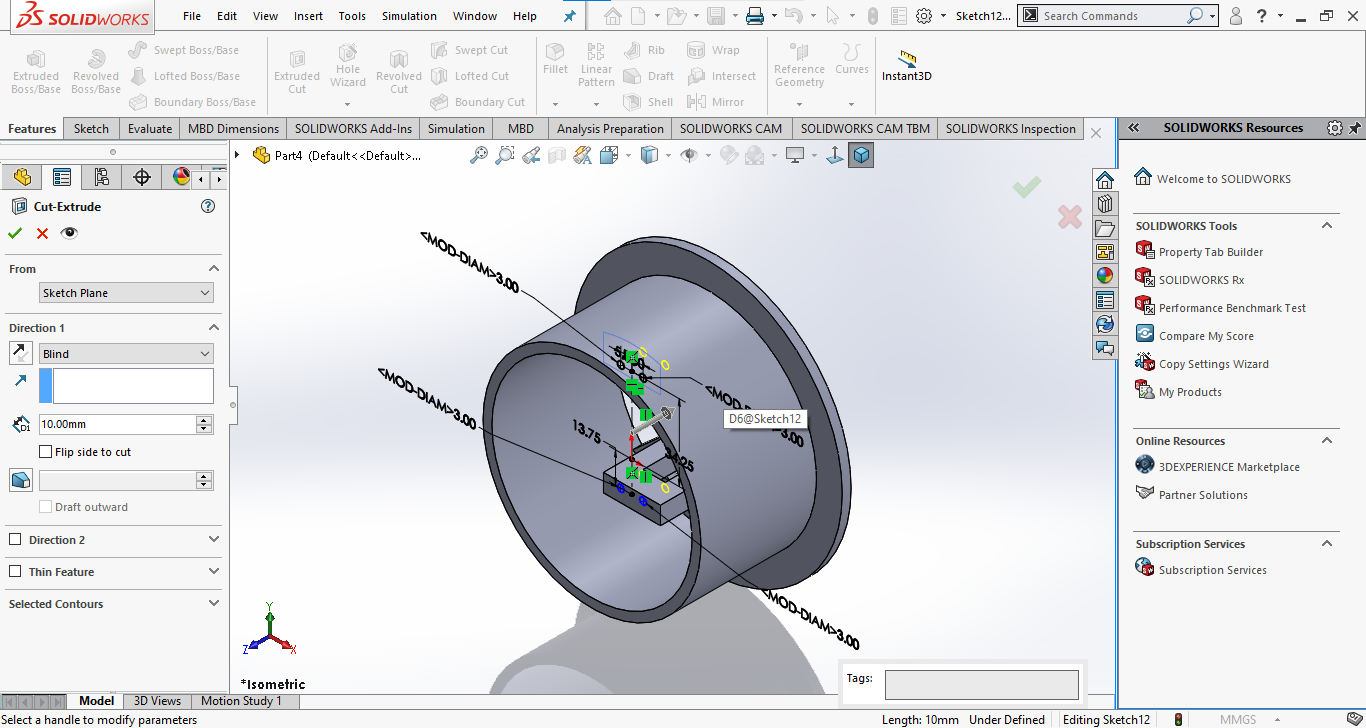 SOLIDWORKS File Edit View Insert Tools Simulation Window Help Sketch12... Search Commands
Extruded Boss/Base
Revolved Boss/Base
Swept Boss/Base
Lofted Boss/Base
Boundary Boss/Base
Extruded Cut
Hole Wizard
Revolved Cut
Swept Cut
Lofted Cut
Boundary Cut
Fillet
Linear Pattern
Rib
Draft
Shell
Wrap
Intersect
Mirror
Reference Geometry
Curves
Instant3D
Features Sketch Evaluate MBD Dimensions SOLIDWORKS Add-Ins Simulation MBD Analysis Preparation SOLIDWORKS CAM SOLIDWORKS CAM TBM SOLIDWORKS Inspection
Part4 (Default<<Default>...
Cut-Extrude
From
Sketch Plane
Direction 1
Blind
D1
10.00mm
Flip side to cut
Draft outward
Direction 2
Thin Feature
Selected Contours
<MOD-DIAM>3.00
<MOD-DIAM>3.00
13.75
34.25
D6@Sketch12
<MOD-DIAM>3.00
Y
Z
X
*Isometric
Tags:
SOLIDWORKS Resources
Welcome to SOLIDWORKS
SOLIDWORKS Tools
Property Tab Builder
SOLIDWORKS Rx
Performance Benchmark Test
Compare My Score
Copy Settings Wizard
My Products
Online Resources
3DEXPERIENCE Marketplace
Partner Solutions
Subscription Services
Subscription Services
Model 3D Views Motion Study 1
Select a handle to modify parameters Length: 10mm Under Defined Editing Sketch12 MMGS